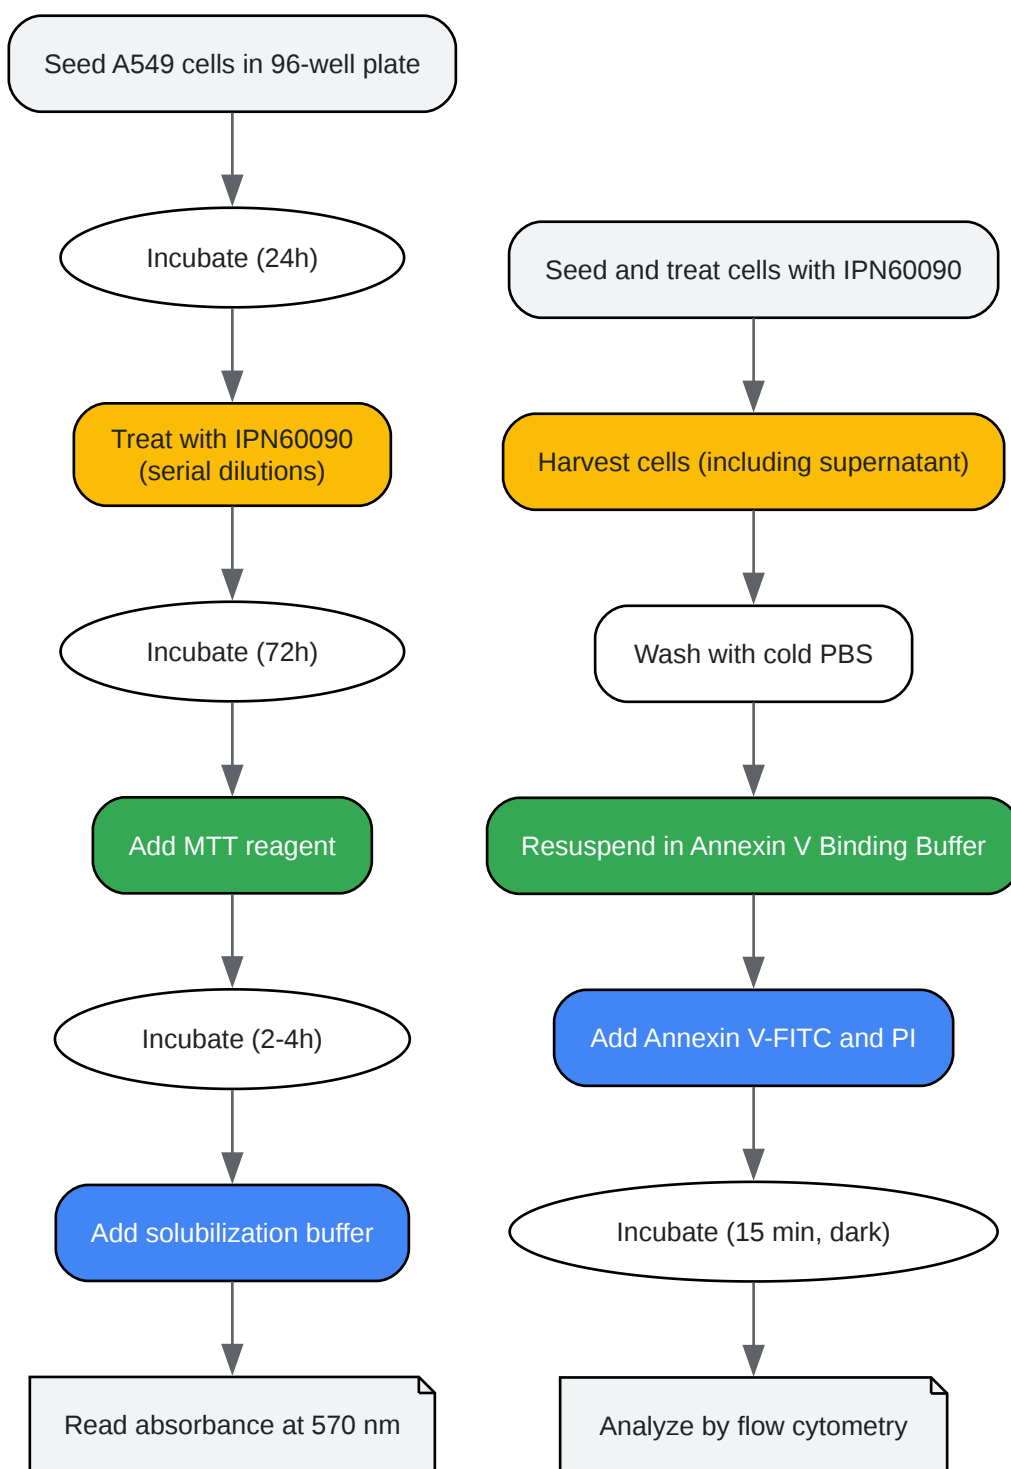 Seed A549 cells in 96-well plate
Incubate (24h)
Treat with IPN60090
(serial dilutions)
Incubate (72h)
Add MTT reagent
Incubate (2-4h)
Add solubilization buffer
Read absorbance at 570 nm
Seed and treat cells with IPN60090
Harvest cells (including supernatant)
Wash with cold PBS
Resuspend in Annexin V Binding Buffer
Add Annexin V-FITC and PI
Incubate (15 min, dark)
Analyze by flow cytometry